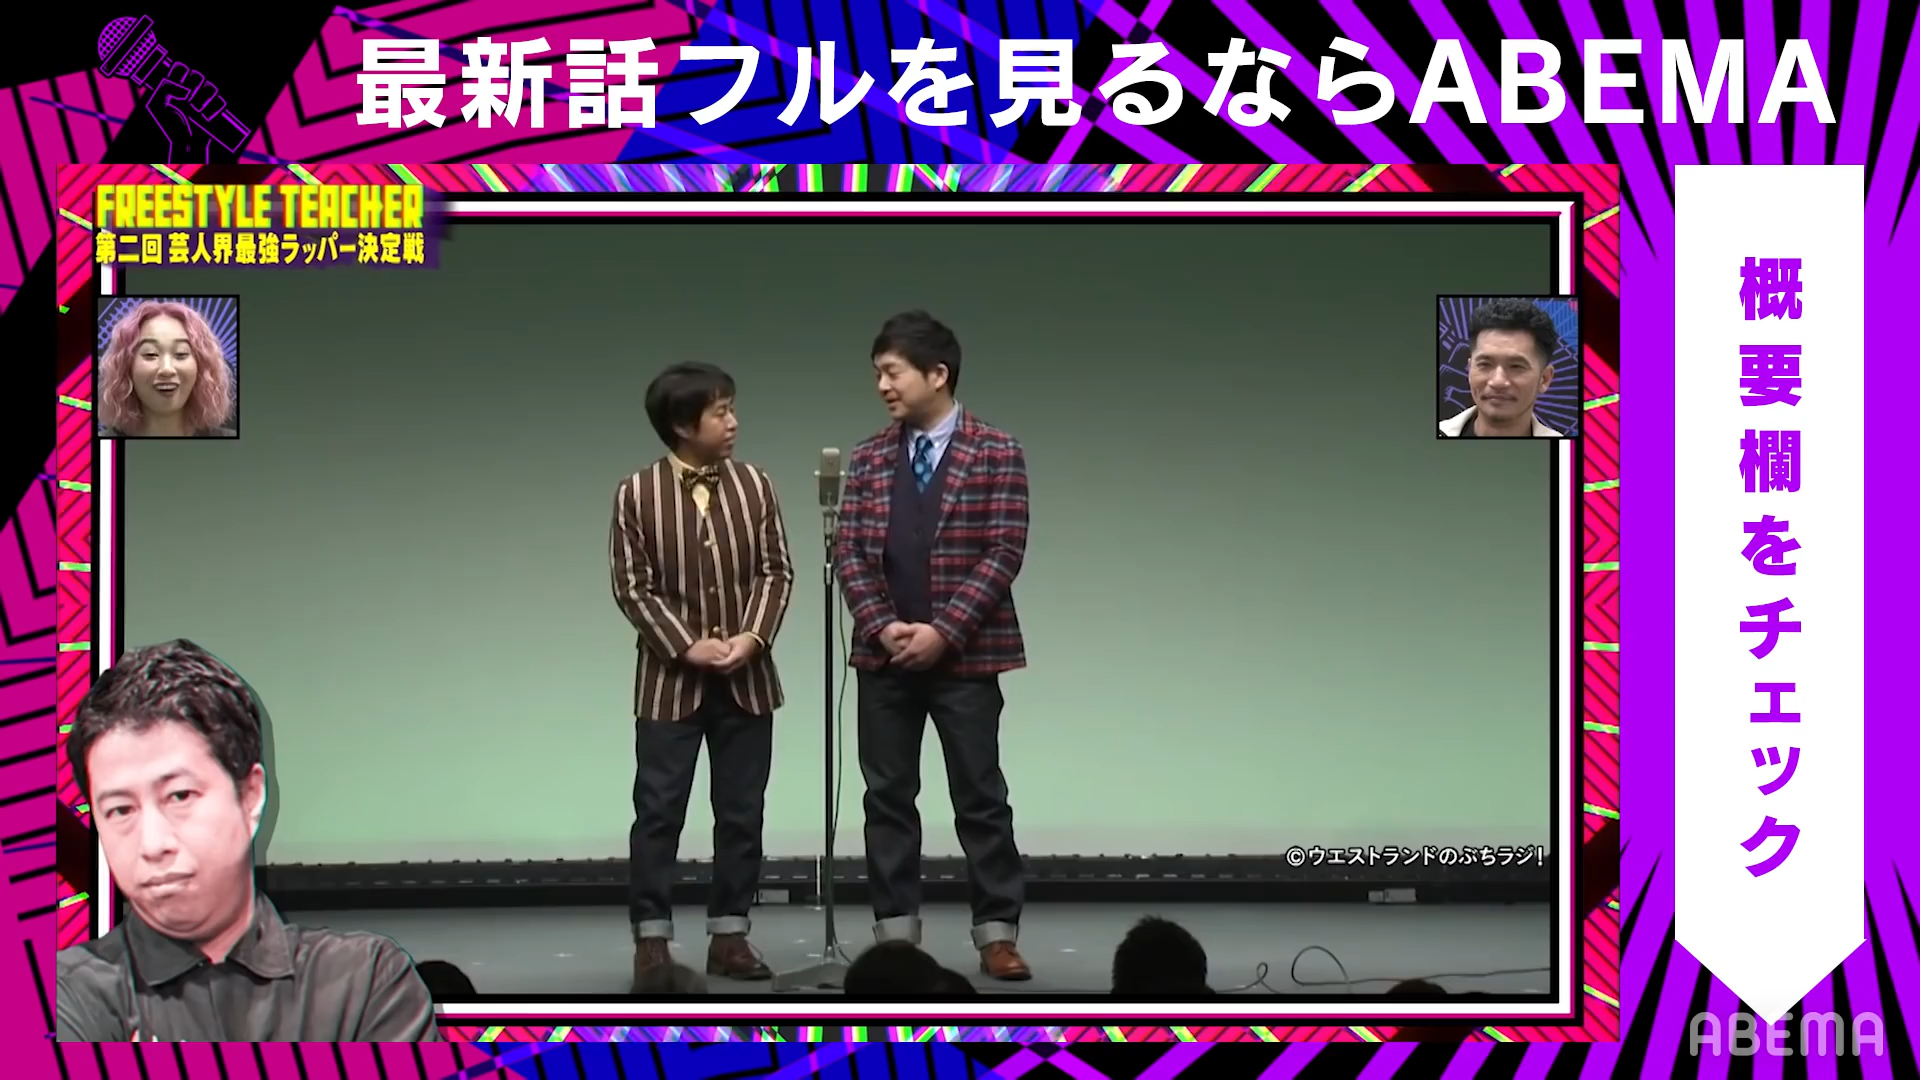 最新話フルを見るならABEMA
FREESTYLE TEACHER
第二回 芸人界最強ラッパー決定戦
概要欄をチェック
©ウエストランドのぶちラジ!
ABEMA